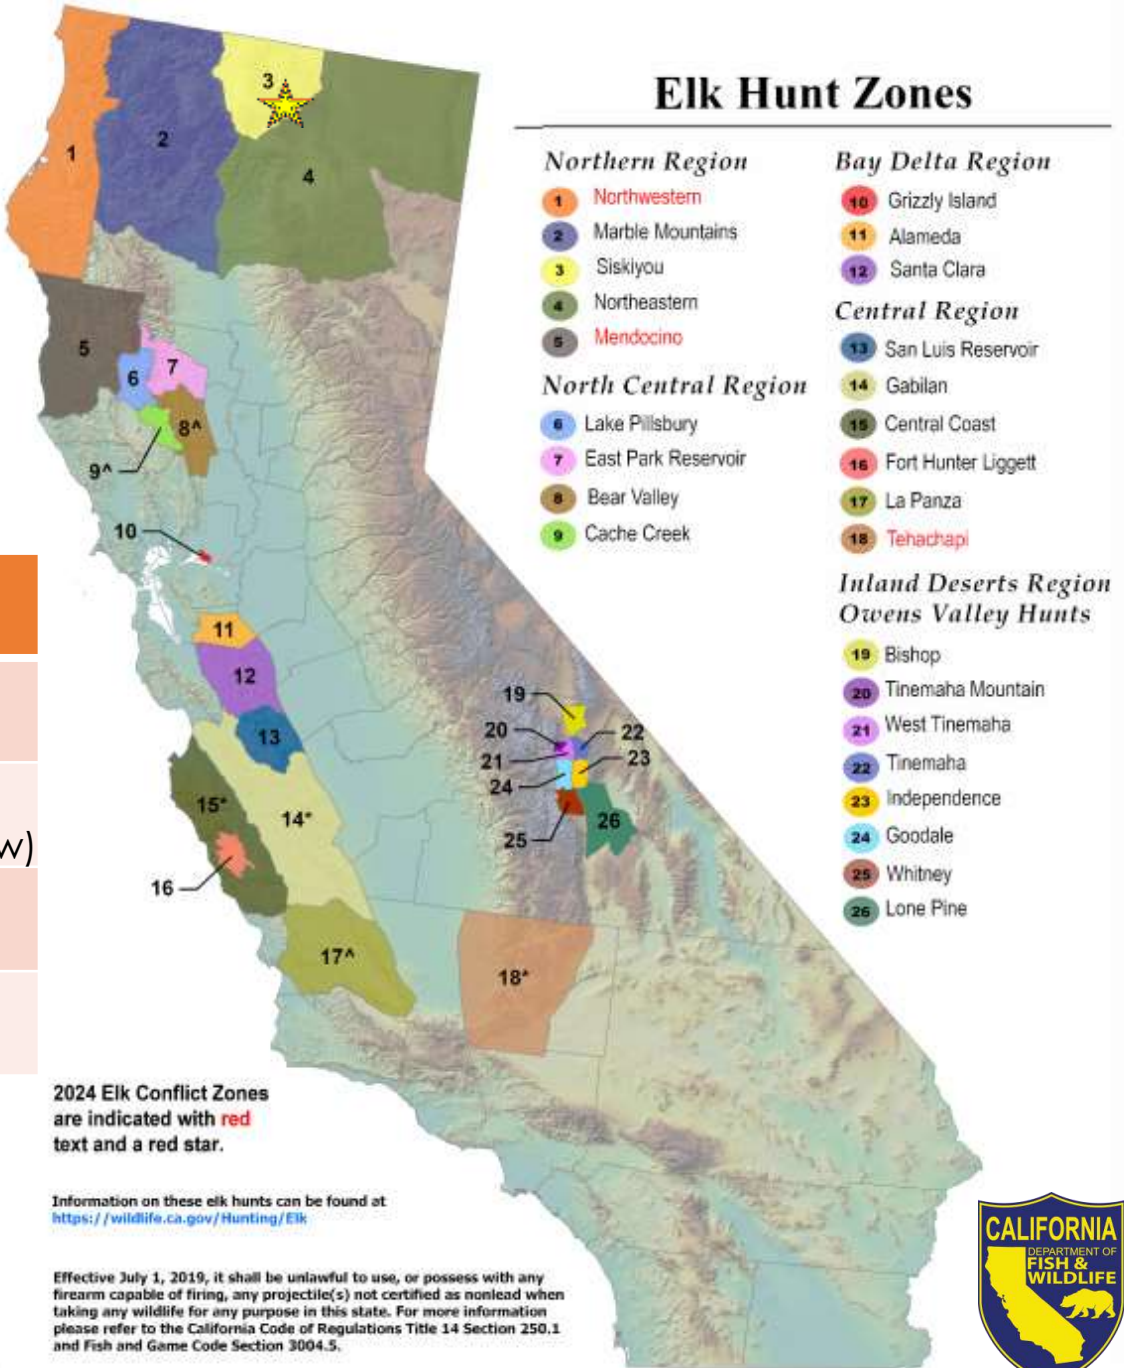 Elk Hunt Zones
Northern Region
1 Northwestern
2 Marble Mountains
3 Siskiyou
4 Northeastern
5 Mendocino
North Central Region
6 Lake Pillsbury
7 East Park Reservoir
8 Bear Valley
9 Cache Creek
Bay Delta Region
10 Grizzly Island
11 Alameda
12 Santa Clara
Central Region
13 San Luis Reservoir
14 Gabilan
15 Central Coast
16 Fort Hunter Liggett
17 La Panza
18 Tehachapi
Inland Deserts Region
Owens Valley Hunts
19 Bishop
20 Tinemaha Mountain
21 West Tinemaha
22 Tinemaha
23 Independence
24 Goodale
25 Whitney
26 Lone Pine
3
2
1
4
5
6
7
8^
9^
10
11
12
13
15*
14*
16
17^
18*
19
20
22
21
23
24
25
26
w)
2024 Elk Conflict Zones
are indicated with red
text and a red star.
Information on these elk hunts can be found at
https://wildlife.ca.gov/Hunting/Elk
Effective July 1, 2019, it shall be unlawful to use, or possess with any
firearm capable of firing, any projectile(s) not certified as nonlead when
taking any wildlife for any purpose in this state. For more information
please refer to the California Code of Regulations Title 14 Section 250.1
and Fish and Game Code Section 3004.5.
CALIFORNIA
DEPARTMENT OF
FISH &
WILDLIFE